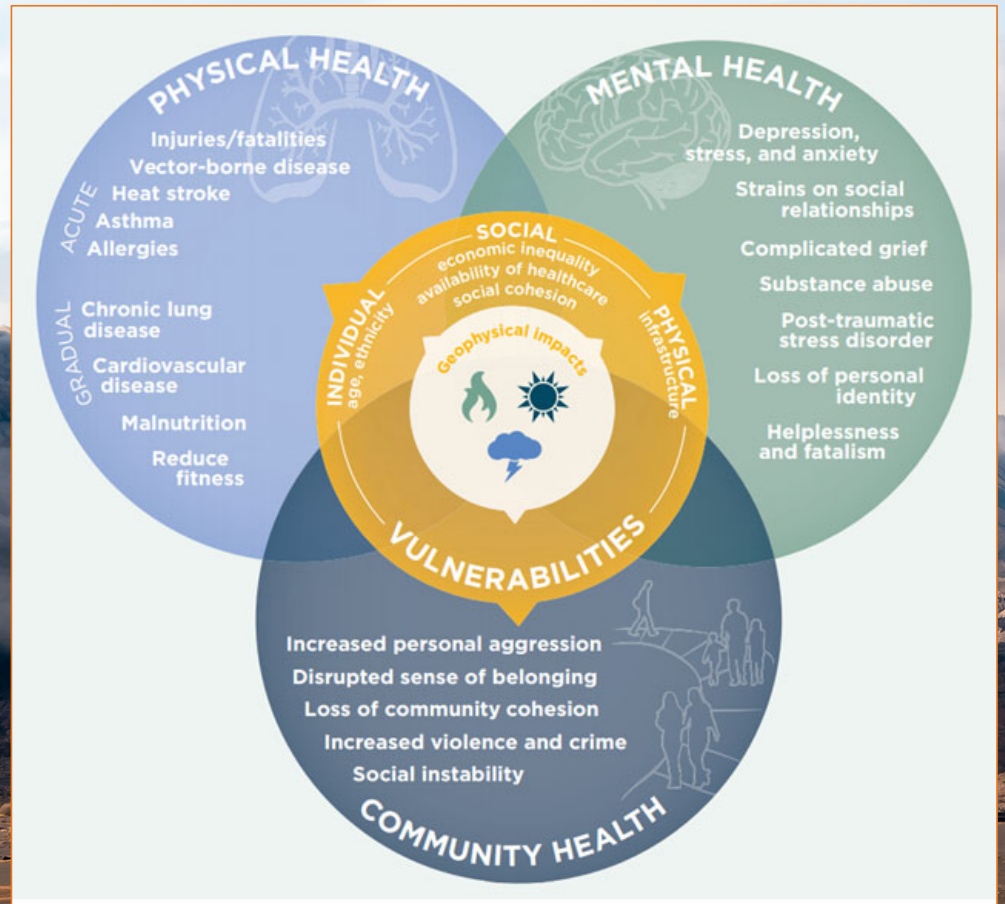 PHYSICAL HEALTH
ACUTE
Injuries/fatalities
Vector-borne disease
Heat stroke
Asthma
Allergies
GRADUAL
Chronic lung
disease
Cardiovascular
disease
Malnutrition
Reduce
fitness
MENTAL HEALTH
Depression,
stress, and anxiety
Strains on social
relationships
Complicated grief
Substance abuse
Post-traumatic
stress disorder
Loss of personal
identity
Helplessness
and fatalism
SOCIAL
economic inequality
availability of healthcare
social cohesion
INDIVIDUAL
age, ethnicity
PHYSICAL
infrastructure
Geophysical impacts
VULNERABILITIES
Increased personal aggression
Disrupted sense of belonging
Loss of community cohesion
Increased violence and crime
Social instability
COMMUNITY HEALTH